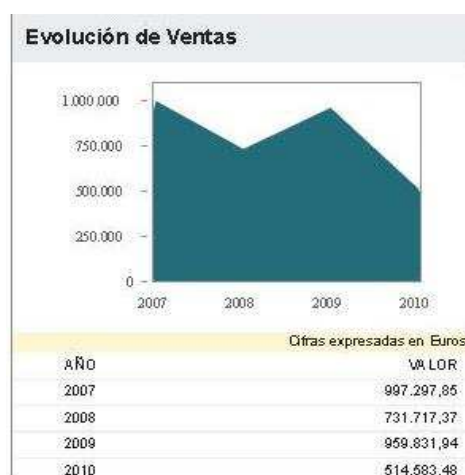 Evolución de Ventas
1.000.000
750.000
500.000
250.000
0
2007 2008 2009 2010
Cifras expresadas en Euros
AÑO VALOR
2007 997.297,85
2008 731.717,37
2009 959.831,94
2010 514.583,48